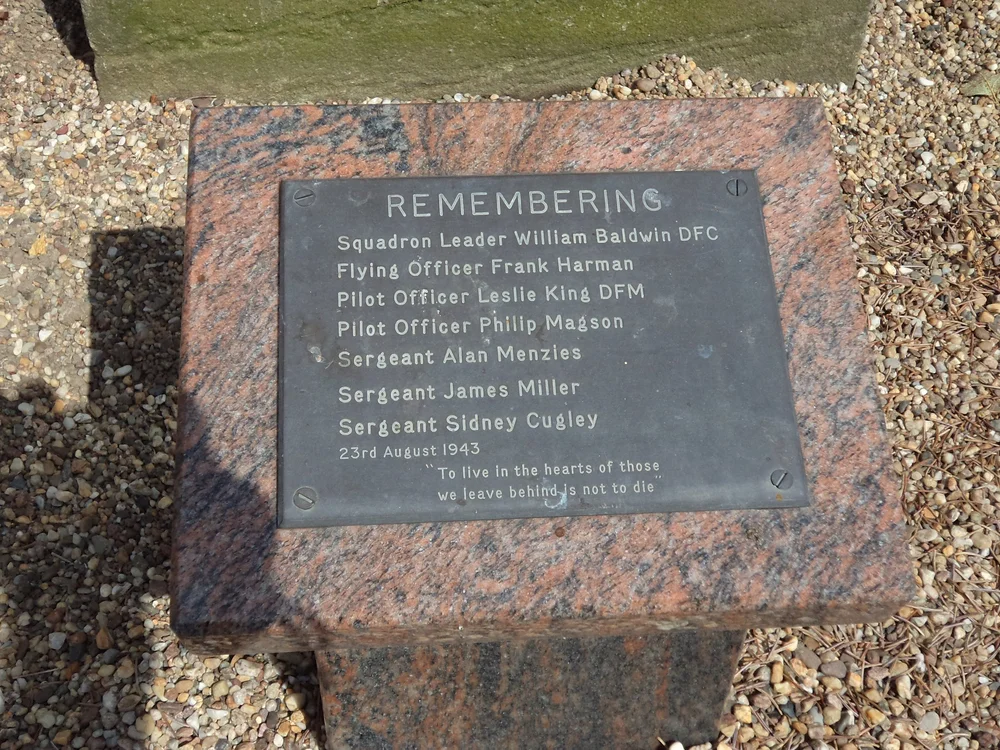 REMEMBERING
Squadron Leader William Baldwin DFC
Flying Officer Frank Harman
Pilot Officer Leslie King DFM
Pilot Officer Philip Magson
Sergeant Alan Menzies
Sergeant James Miller
Sergeant Sidney Cugley
23rd August 1943
"To live in the hearts of those
we leave behind is not to die"